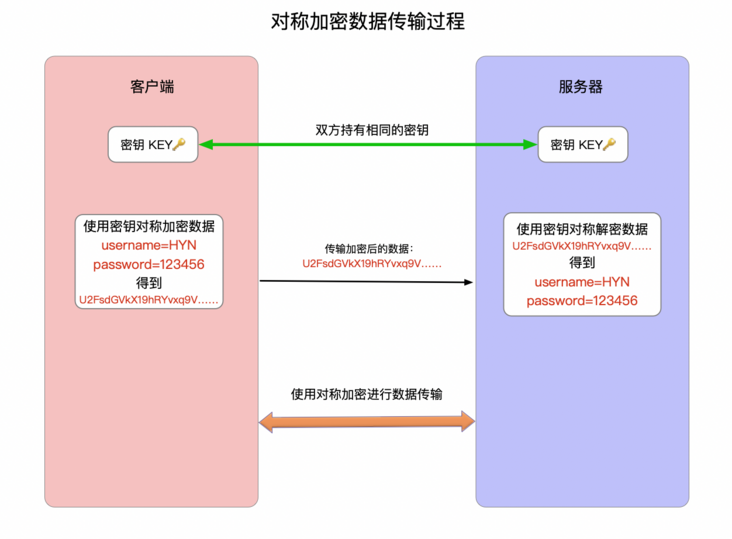 对称加密数据传输过程
客户端
服务器
双方持有相同的密钥
密钥 KEY🔑
密钥 KEY🔑
使用密钥对称加密数据
username=HYN
password=123456
得到
U2FsdGVkX19hRYvxq9V......
传输加密后的数据:
U2FsdGVkX19hRYvxq9V......
使用密钥对称解密数据
U2FsdGVkX19hRYvxq9V......
得到
username=HYN
password=123456
使用对称加密进行数据传输